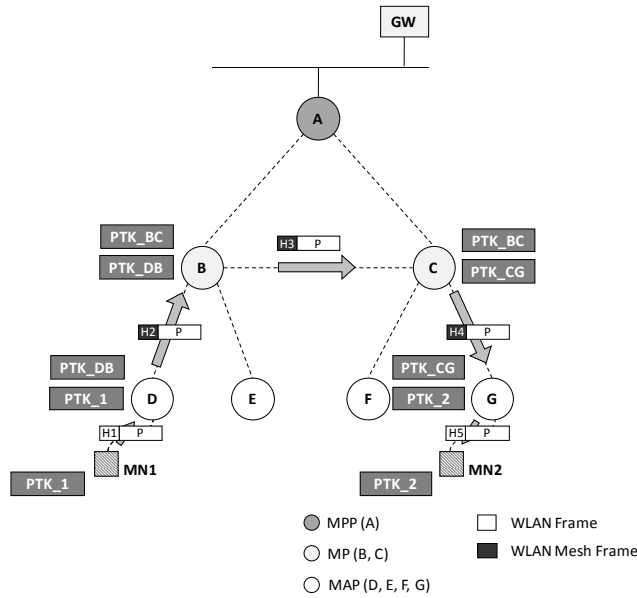 GW
A
PTK_BC
H3 P
PTK_BC
PTK_DB
B
C
PTK_CG
H2 P
H4 P
PTK_DB
PTK_CG
PTK_1
D
E
F
PTK_2
G
H1 P
H5 P
MN1
MN2
PTK_1
PTK_2
MPP (A)
WLAN Frame
MP (B, C)
WLAN Mesh Frame
MAP (D, E, F, G)